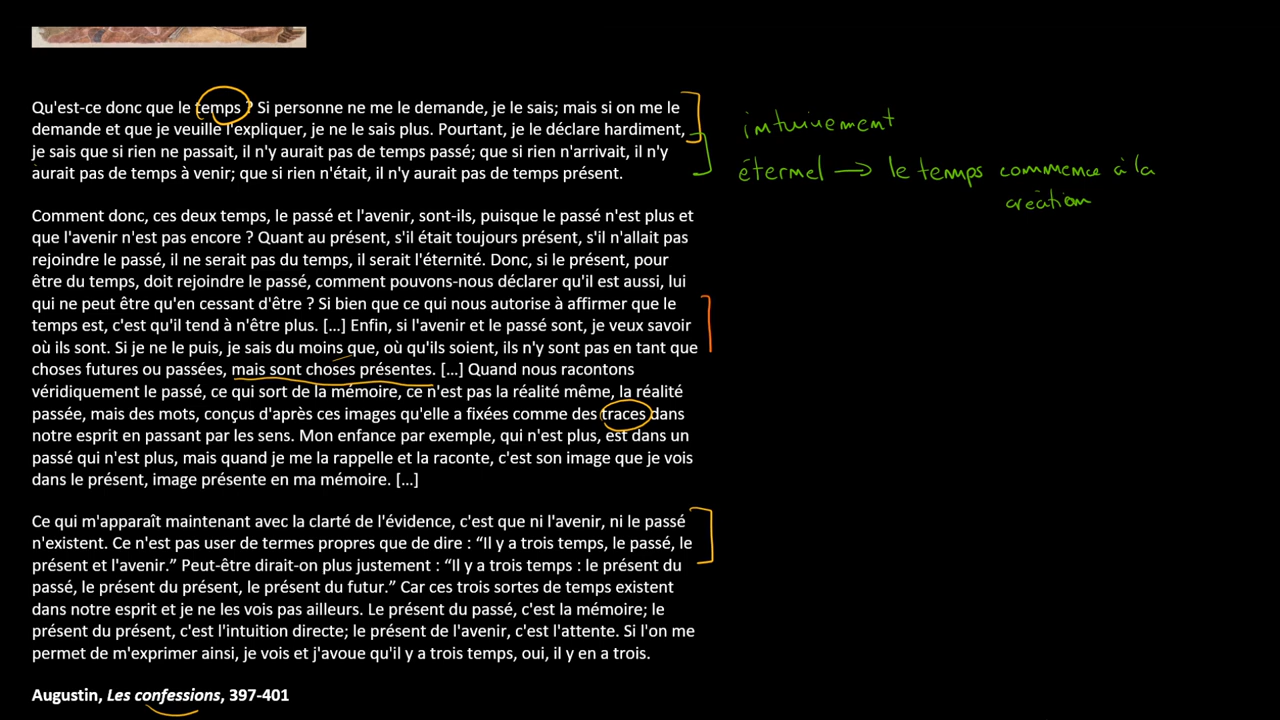 Qu'est-ce donc que le temps ? Si personne ne me le demande, je le sais; mais si on me le
demande et que je veuille l'expliquer, je ne le sais plus. Pourtant, je le déclare hardiment,
je sais que si rien ne passait, il n'y aurait pas de temps passé; que si rien n'arrivait, il n'y
aurait pas de temps à venir; que si rien n'était, il n'y aurait pas de temps présent.
intuivement
éternel → le temps commence à la
création
Comment donc, ces deux temps, le passé et l'avenir, sont-ils, puisque le passé n'est plus et
que l'avenir n'est pas encore ? Quant au présent, s'il était toujours présent, s'il n'allait pas
rejoindre le passé, il ne serait pas du temps, il serait l'éternité. Donc, si le présent, pour
être du temps, doit rejoindre le passé, comment pouvons-nous déclarer qu'il est aussi, lui
qui ne peut être qu'en cessant d'être ? Si bien que ce qui nous autorise à affirmer que le
temps est, c'est qu'il tend à n'être plus. […] Enfin, si l'avenir et le passé sont, je veux savoir
où ils sont. Si je ne le puis, je sais du moins que, où qu'ils soient, ils n'y sont pas en tant que
choses futures ou passées, mais sont choses présentes. […] Quand nous racontons
véridiquement le passé, ce qui sort de la mémoire, ce n'est pas la réalité même, la réalité
passée, mais des mots, conçus d'après ces images qu'elle a fixées comme des traces dans
notre esprit en passant par les sens. Mon enfance par exemple, qui n'est plus, est dans un
passé qui n'est plus, mais quand je me la rappelle et la raconte, c'est son image que je vois
dans le présent, image présente en ma mémoire. […]
Ce qui m'apparaît maintenant avec la clarté de l'évidence, c'est que ni l'avenir, ni le passé
n'existent. Ce n'est pas user de termes propres que de dire : “Il y a trois temps, le passé, le
présent et l'avenir.” Peut-être dirait-on plus justement : “Il y a trois temps : le présent du
passé, le présent du présent, le présent du futur.” Car ces trois sortes de temps existent
dans notre esprit et je ne les vois pas ailleurs. Le présent du passé, c'est la mémoire; le
présent du présent, c'est l'intuition directe; le présent de l'avenir, c'est l'attente. Si l'on me
permet de m'exprimer ainsi, je vois et j'avoue qu'il y a trois temps, oui, il y en a trois.
Augustin, Les confessions, 397-401